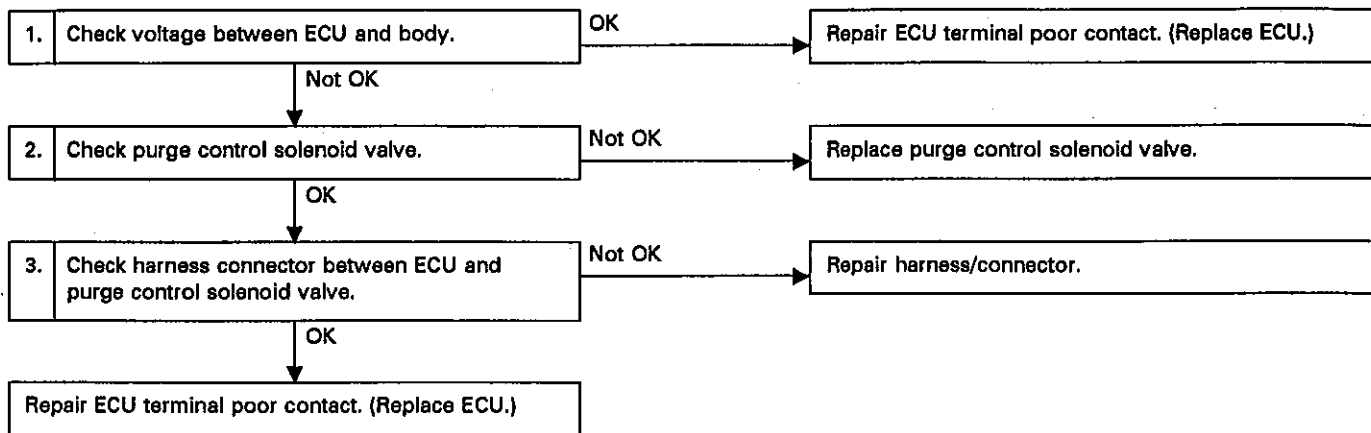 1. Check voltage between ECU and body.
OK
Repair ECU terminal poor contact. (Replace ECU.)
Not OK
2. Check purge control solenoid valve.
Not OK
Replace purge control solenoid valve.
OK
3. Check harness connector between ECU and
purge control solenoid valve.
Not OK
Repair harness/connector.
OK
Repair ECU terminal poor contact. (Replace ECU.)